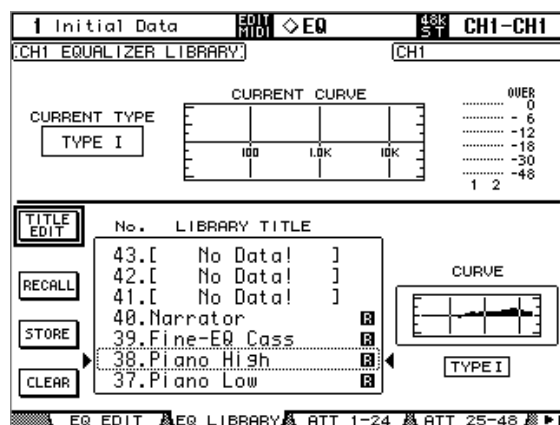 1 Initial Data EDIT MIDI ◇EQ 48K ST CH1-CH1
CH1 EQUALIZER LIBRARY
CH1
CURRENT TYPE
TYPE I
CURRENT CURVE
100 1.0K 10K
OVER
0
- 6
-12
-18
-30
-48
1 2
TITLE EDIT
RECALL
STORE
CLEAR
No. LIBRARY TITLE
43.[ No Data! ]
42.[ No Data! ]
41.[ No Data! ]
40.Narrator R
39.Fine-EQ Cass R
38.Piano High R
37.Piano Low R
CURVE
TYPE I
EQ EDIT EQ LIBRARY ATT 1-24 ATT 25-48